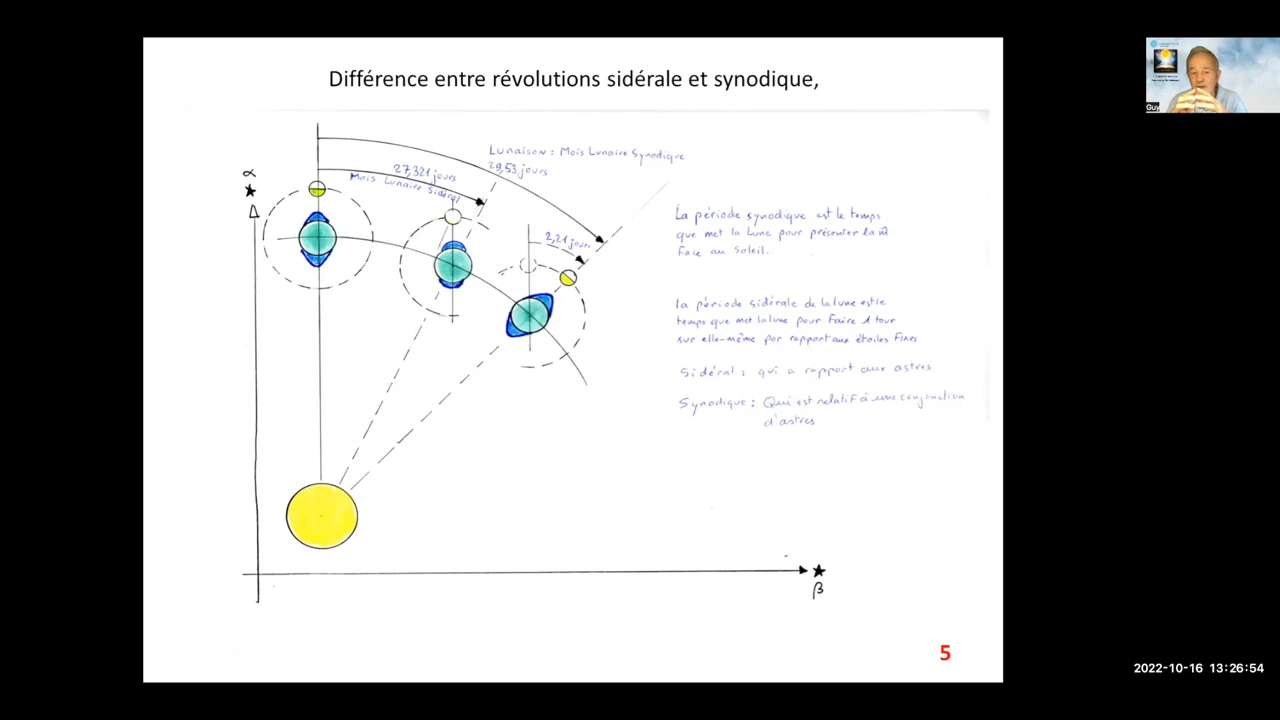 Différence entre révolutions sidérale et synodique,
Lunaison = Mois Lunaire Synodique
29,53 jours
27,321 jours
Mois Lunaire Sidéral
α
2,21 jours
La période synodique est le temps
que met la Lune pour présenter la m̄
Face au Soleil.
la période sidérale de la lune est le
temps que met la lune pour Faire 1 tour
sur elle-même par rapport aux étoiles Fixes
Sidéral : qui a rapport aux astres
Synodique : Qui est relatif à une conjonction
d'astres
β
5
Guy
2022-10-16 13:26:54